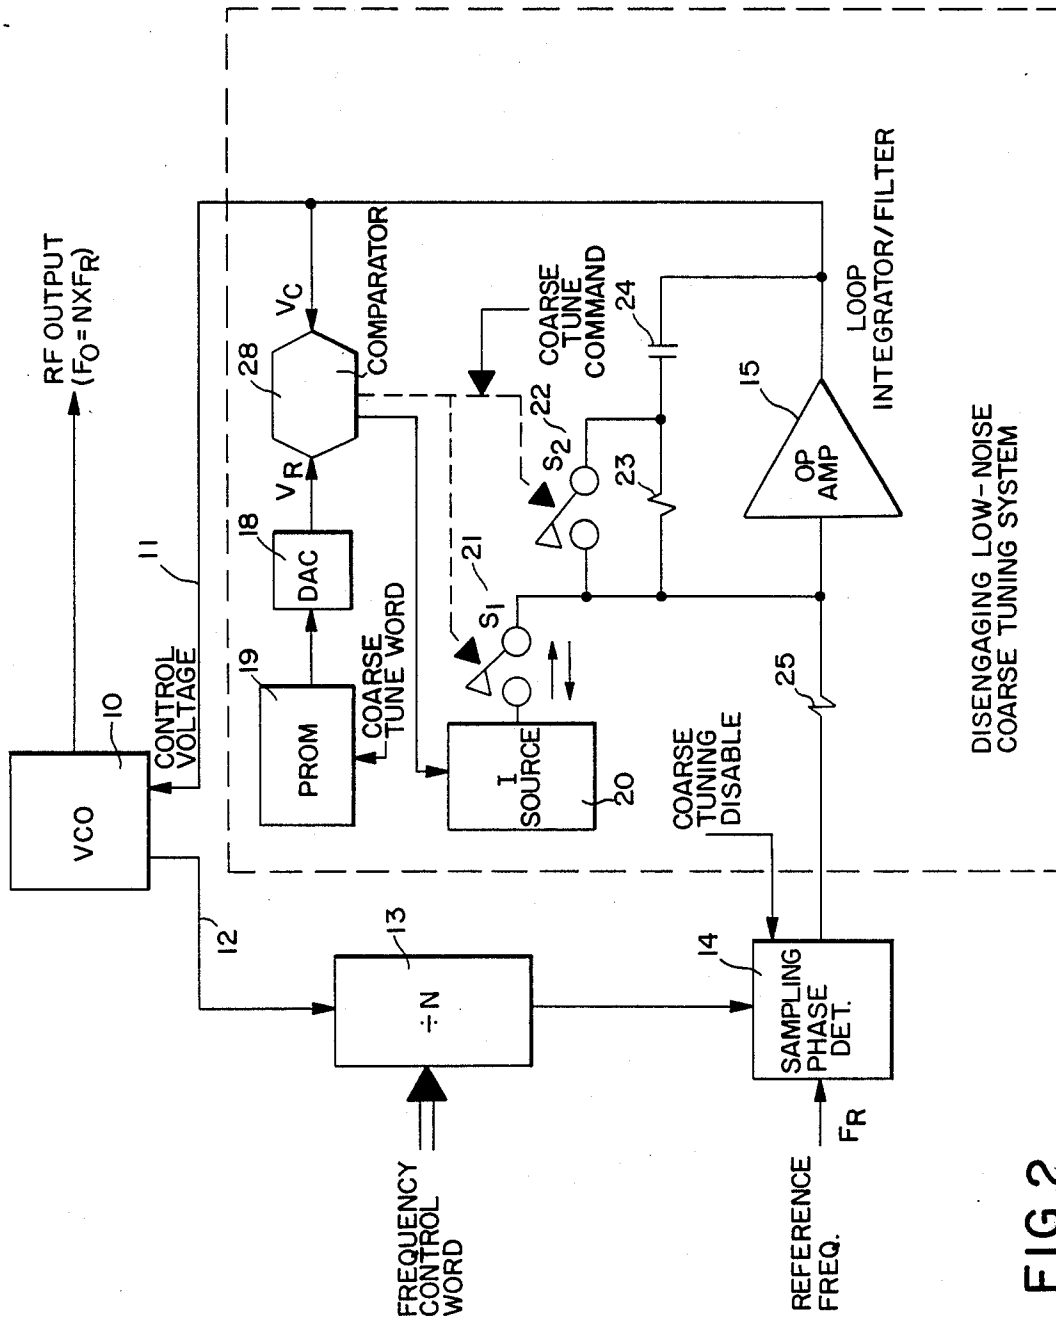 RF OUTPUT
(FO=NXFR)
11
CONTROL
VOLTAGE
10
VCO
12
VC
28
COMPARATOR
VR
18
DAC
19
PROM
COARSE
TUNE WORD
COARSE
TUNE
COMMAND
24
22
S2
21
S1
23
I
SOURCE
20
13
÷N
FREQUENCY
CONTROL
WORD
COARSE
TUNING
DISABLE
14
SAMPLING
PHASE
DET.
REFERENCE
FREQ.
FR
25
15
OP
AMP
LOOP
INTEGRATOR/FILTER
DISENGAGING LOW-NOISE
COARSE TUNING SYSTEM
FIG 2